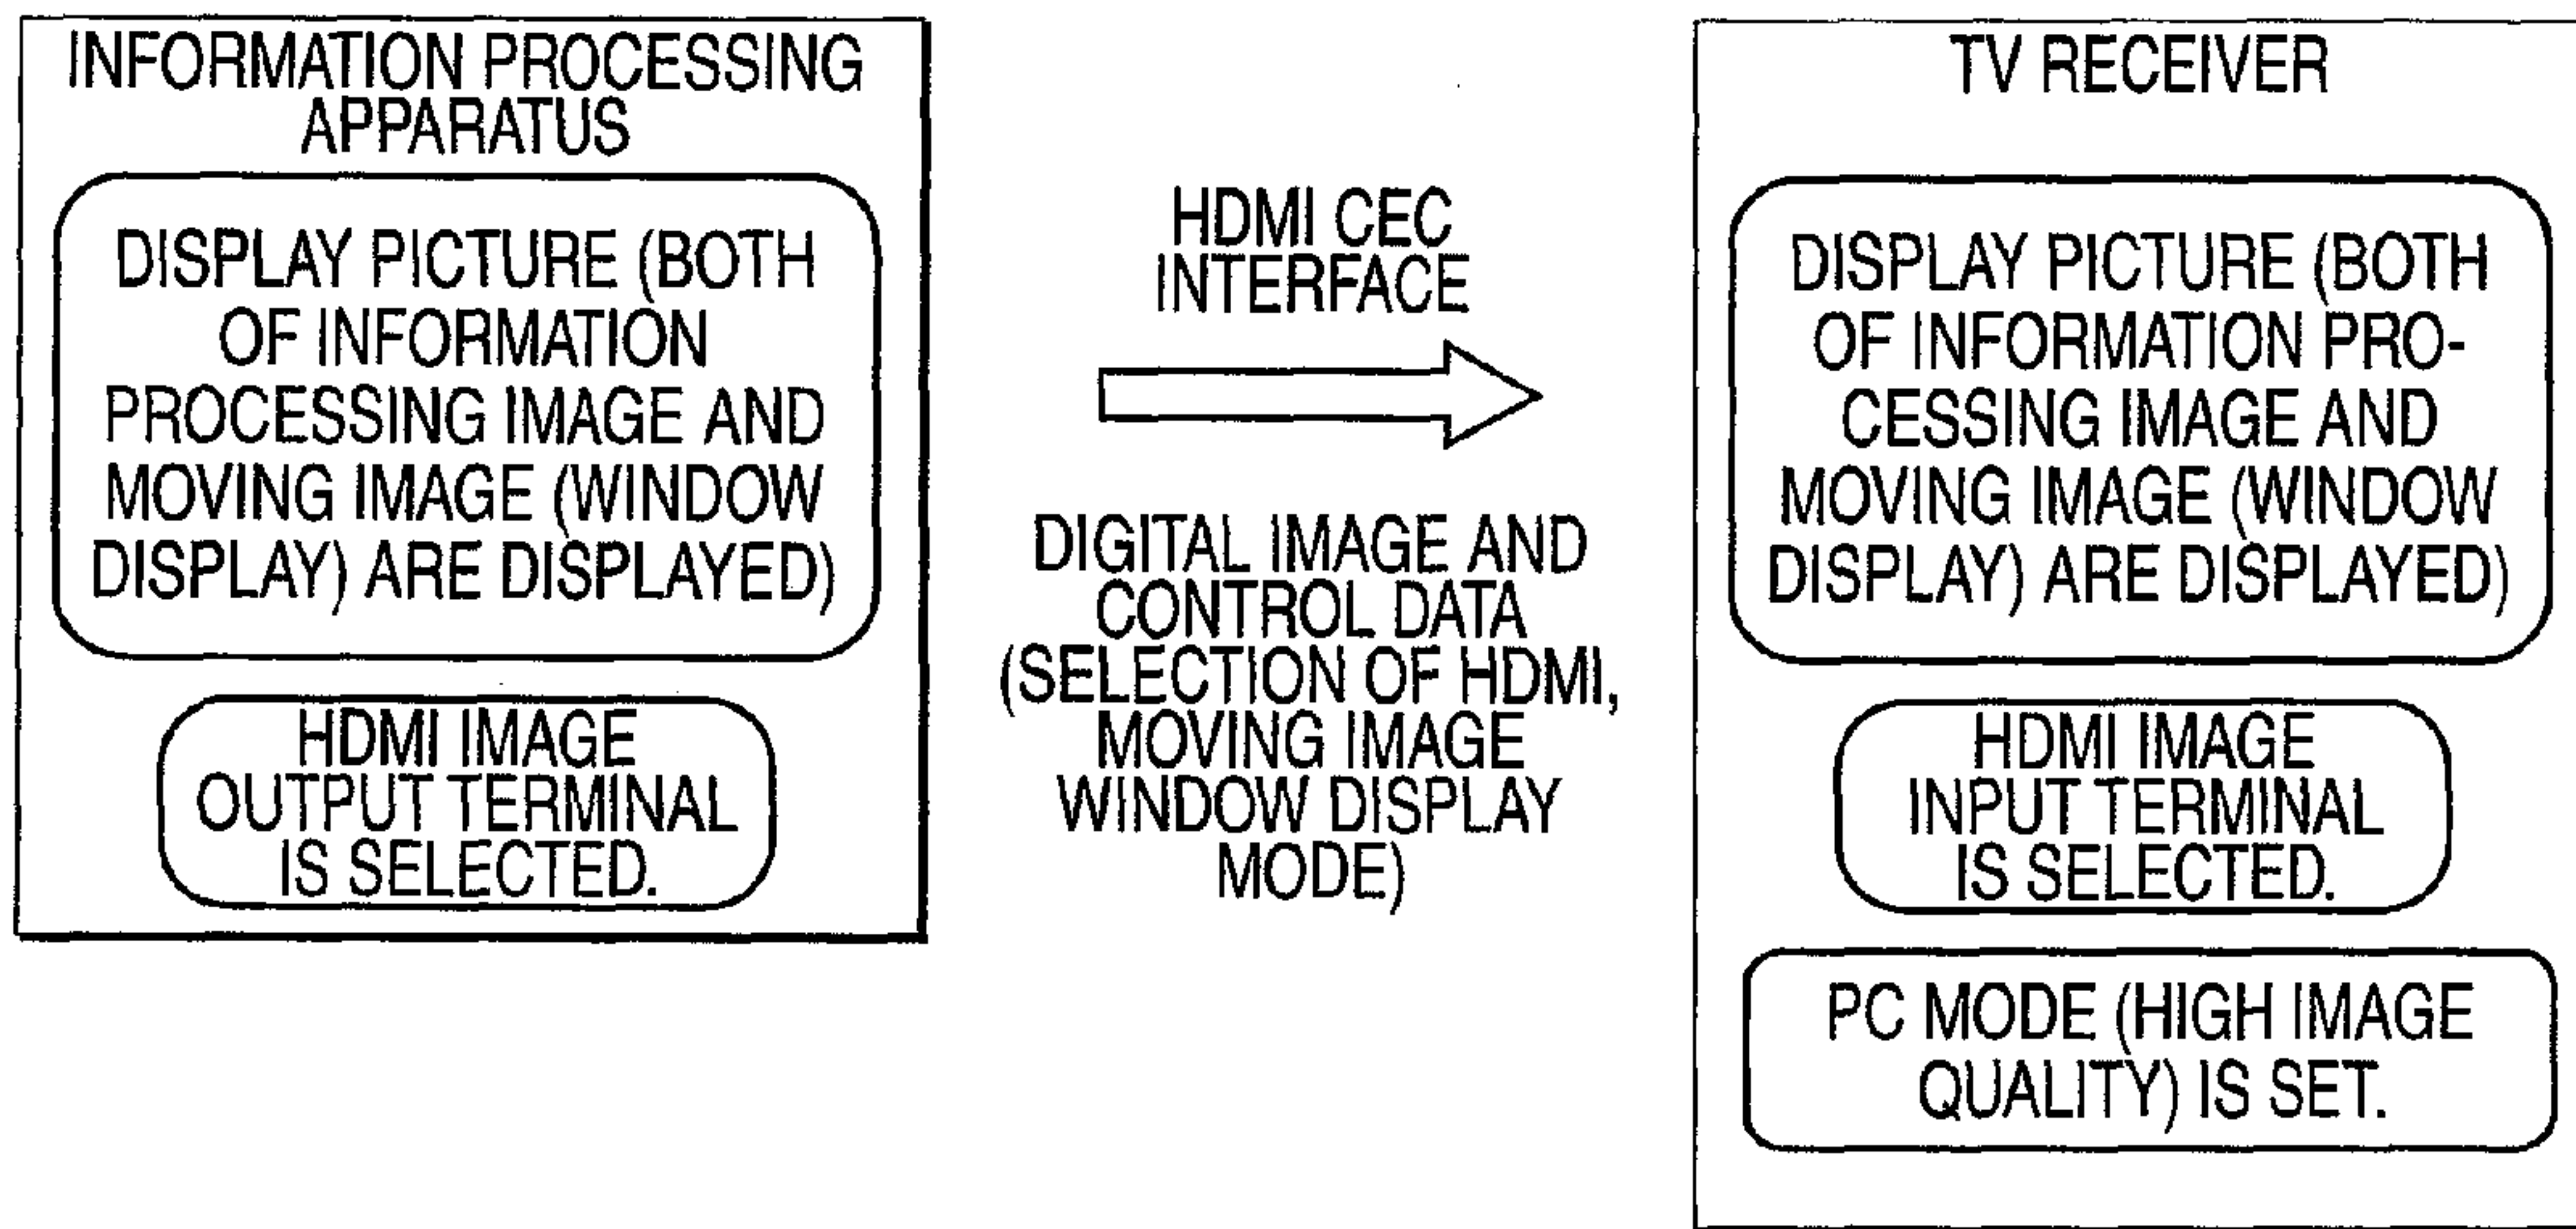 INFORMATION PROCESSING
APPARATUS
DISPLAY PICTURE (BOTH
OF INFORMATION
PROCESSING IMAGE AND
MOVING IMAGE (WINDOW
DISPLAY) ARE DISPLAYED)
HDMI IMAGE
OUTPUT TERMINAL
IS SELECTED.
HDMI CEC
INTERFACE
DIGITAL IMAGE AND
CONTROL DATA
(SELECTION OF HDMI,
MOVING IMAGE
WINDOW DISPLAY
MODE)
TV RECEIVER
DISPLAY PICTURE (BOTH
OF INFORMATION PRO-
CESSING IMAGE AND
MOVING IMAGE (WINDOW
DISPLAY) ARE DISPLAYED)
HDMI IMAGE
INPUT TERMINAL
IS SELECTED.
PC MODE (HIGH IMAGE
QUALITY) IS SET.